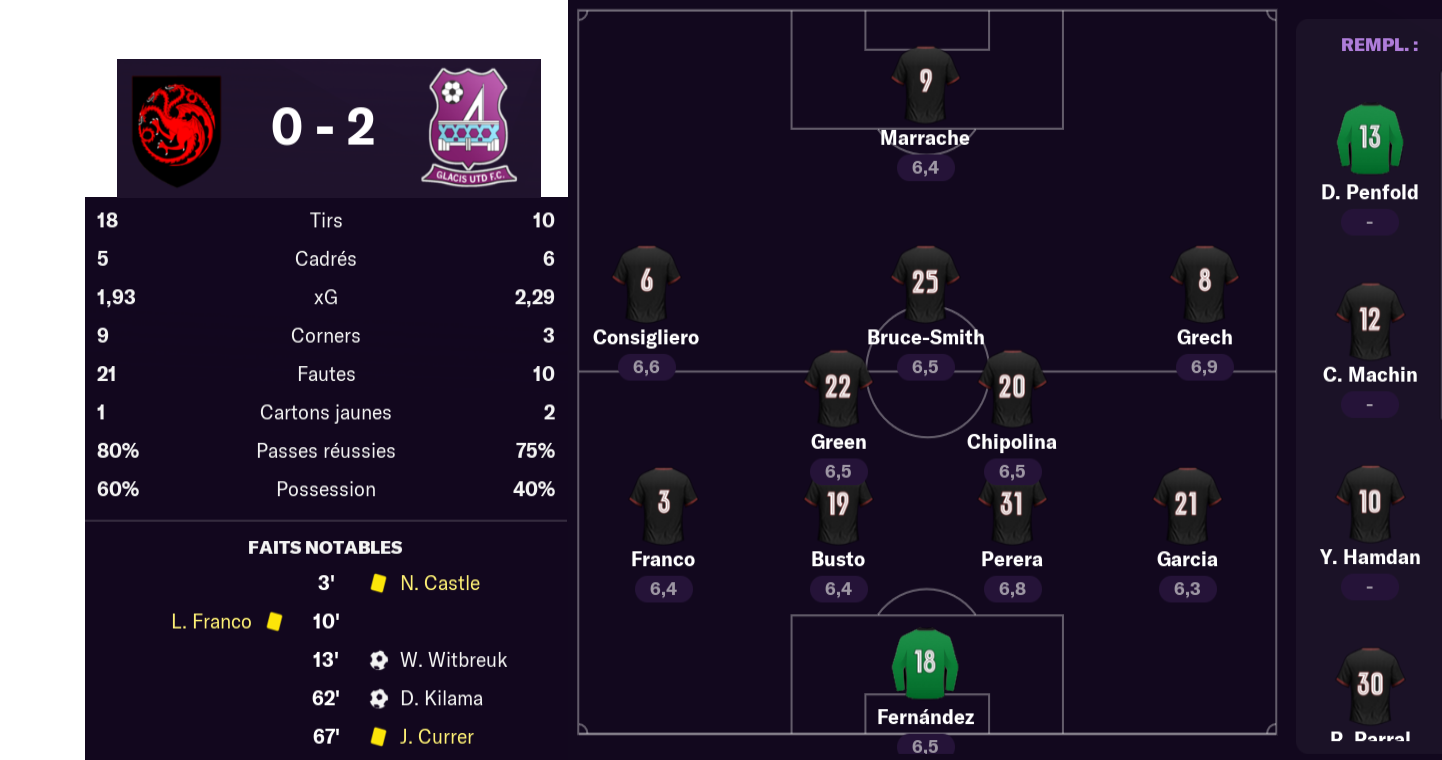 0 - 2
GLACIS UTD F.C.
18 Tirs 10
5 Cadrés 6
1,93 xG 2,29
9 Corners 3
21 Fautes 10
1 Cartons jaunes 2
80% Passes réussies 75%
60% Possession 40%
FAITS NOTABLES
3' N. Castle
L. Franco 10'
13' W. Witbreuk
62' D. Kilama
67' J. Currer
9
Marrache
6,4
6 25 8
Consigliero Bruce-Smith Grech
6,6 6,5 6,9
22 20
Green Chipolina
6,5 6,5
3 19 31 21
Franco Busto Perera Garcia
6,4 6,4 6,8 6,3
18
Fernández
6,5
REMPL. :
13
D. Penfold
-
12
C. Machin
-
10
Y. Hamdan
-
30